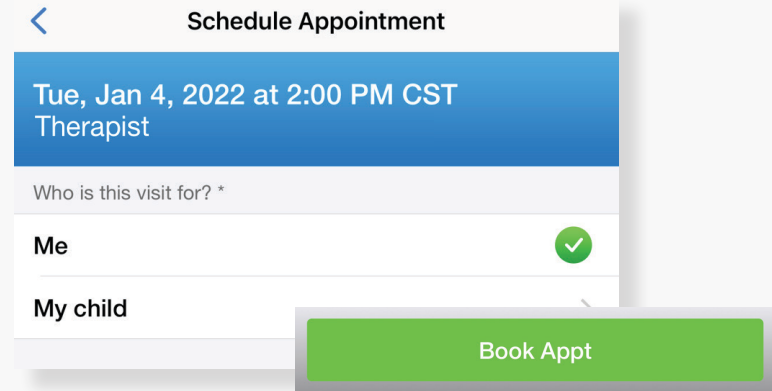 Schedule Appointment
Tue, Jan 4, 2022 at 2:00 PM CST
Therapist
Who is this visit for? *
Me
My child
Book Appt